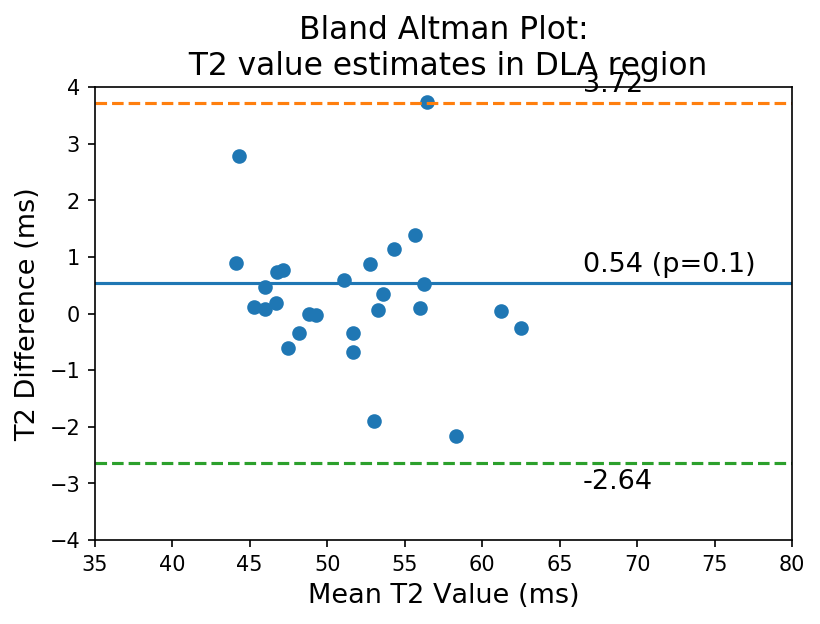 Bland Altman Plot:
T2 value estimates in DLA region
3.72
0.54 (p=0.1)
-2.64
T2 Difference (ms)
4
3
2
1
0
−1
−2
−3
−4
35 40 45 50 55 60 65 70 75 80
Mean T2 Value (ms)